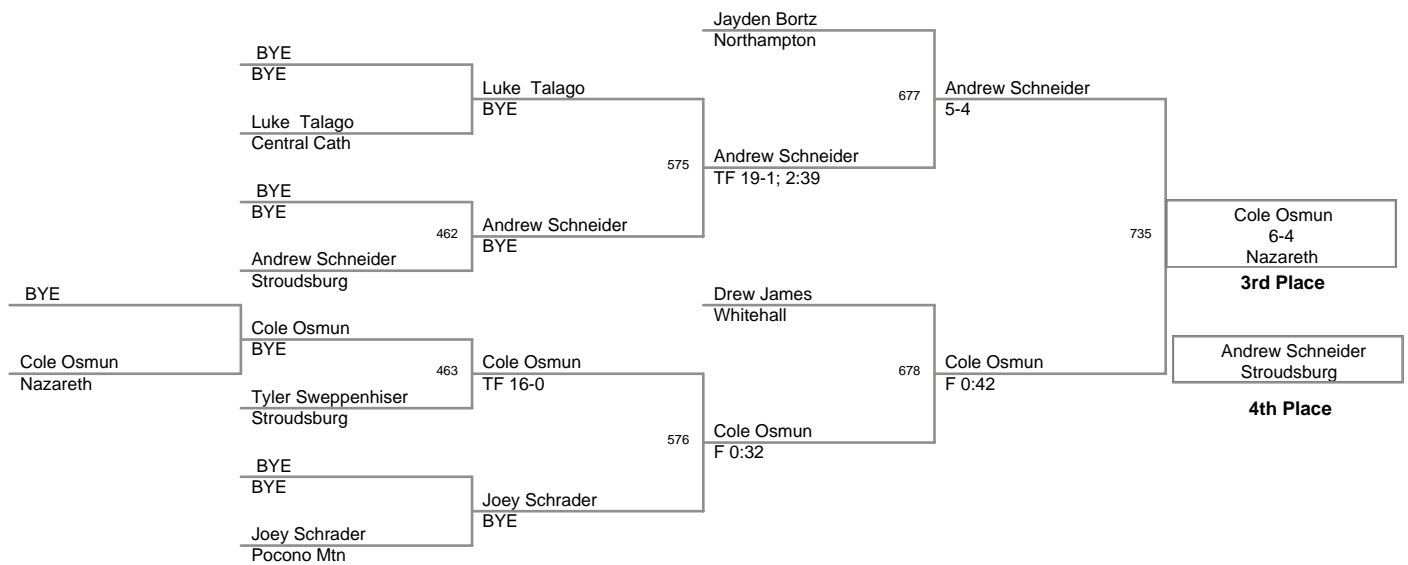 Jayden Bortz
Northampton
BYE
BYE
Luke Talago
BYE
677
Andrew Schneider
5-4
Luke Talago
Central Cath
575
Andrew Schneider
TF 19-1; 2:39
BYE
BYE
462
Andrew Schneider
BYE
735
Cole Osmun
6-4
Nazareth
3rd Place
Andrew Schneider
Stroudsburg
BYE
Drew James
Whitehall
Cole Osmun
BYE
Cole Osmun
Nazareth
463
Cole Osmun
TF 16-0
678
Cole Osmun
F 0:42
Andrew Schneider
Stroudsburg
4th Place
Tyler Sweppenhiser
Stroudsburg
576
Cole Osmun
F 0:32
BYE
BYE
Joey Schrader
BYE
Joey Schrader
Pocono Mtn